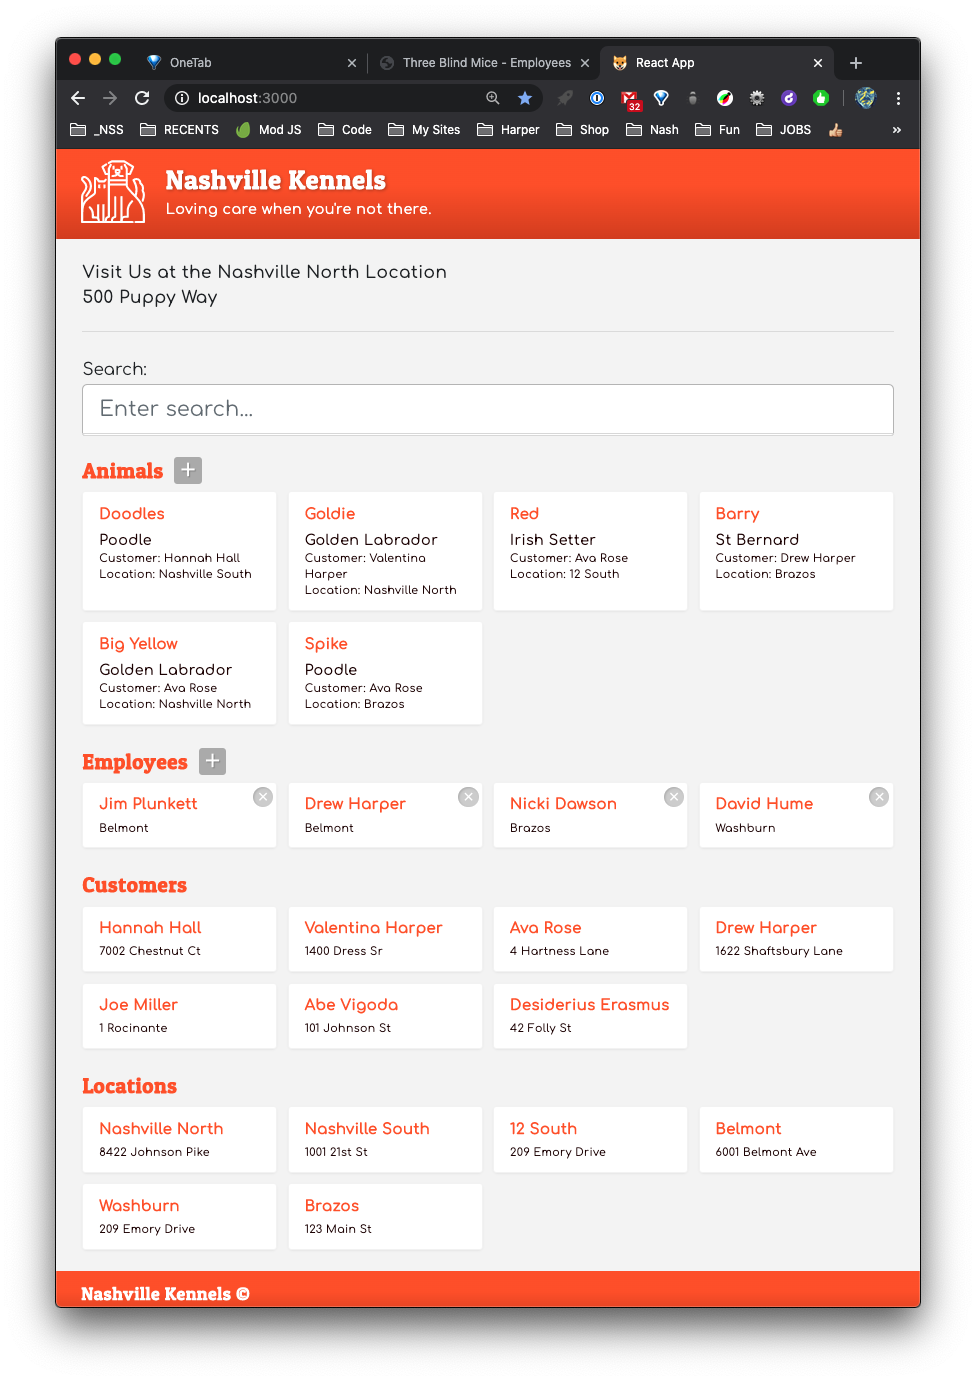 OneTab
Three Blind Mice - Employees
React App
localhost:3000
32
_NSS
RECENTS
Mod JS
Code
My Sites
Harper
Shop
Nash
Fun
JOBS
»
Nashville Kennels
Loving care when you're not there.
Visit Us at the Nashville North Location
500 Puppy Way
Search:
Enter search...
Animals +
Doodles
Poodle
Customer: Hannah Hall
Location: Nashville South
Goldie
Golden Labrador
Customer: Valentina
Harper
Location: Nashville North
Red
Irish Setter
Customer: Ava Rose
Location: 12 South
Barry
St Bernard
Customer: Drew Harper
Location: Brazos
Big Yellow
Golden Labrador
Customer: Ava Rose
Location: Nashville North
Spike
Poodle
Customer: Ava Rose
Location: Brazos
Employees +
Jim Plunkett
Belmont
Drew Harper
Belmont
Nicki Dawson
Brazos
David Hume
Washburn
Customers
Hannah Hall
7002 Chestnut Ct
Valentina Harper
1400 Dress Sr
Ava Rose
4 Hartness Lane
Drew Harper
1622 Shaftsbury Lane
Joe Miller
1 Rocinante
Abe Vigoda
101 Johnson St
Desiderius Erasmus
42 Folly St
Locations
Nashville North
8422 Johnson Pike
Nashville South
1001 21st St
12 South
209 Emory Drive
Belmont
6001 Belmont Ave
Washburn
209 Emory Drive
Brazos
123 Main St
Nashville Kennels ©